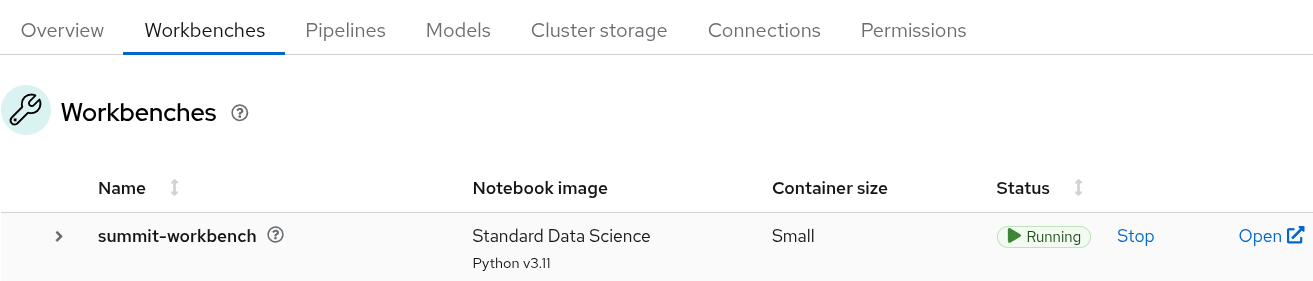 Overview Workbenches Pipelines Models Cluster storage Connections Permissions
Workbenches
Name Notebook image Container size Status
summit-workbench Standard Data Science Small Running Stop Open
Python v3.11